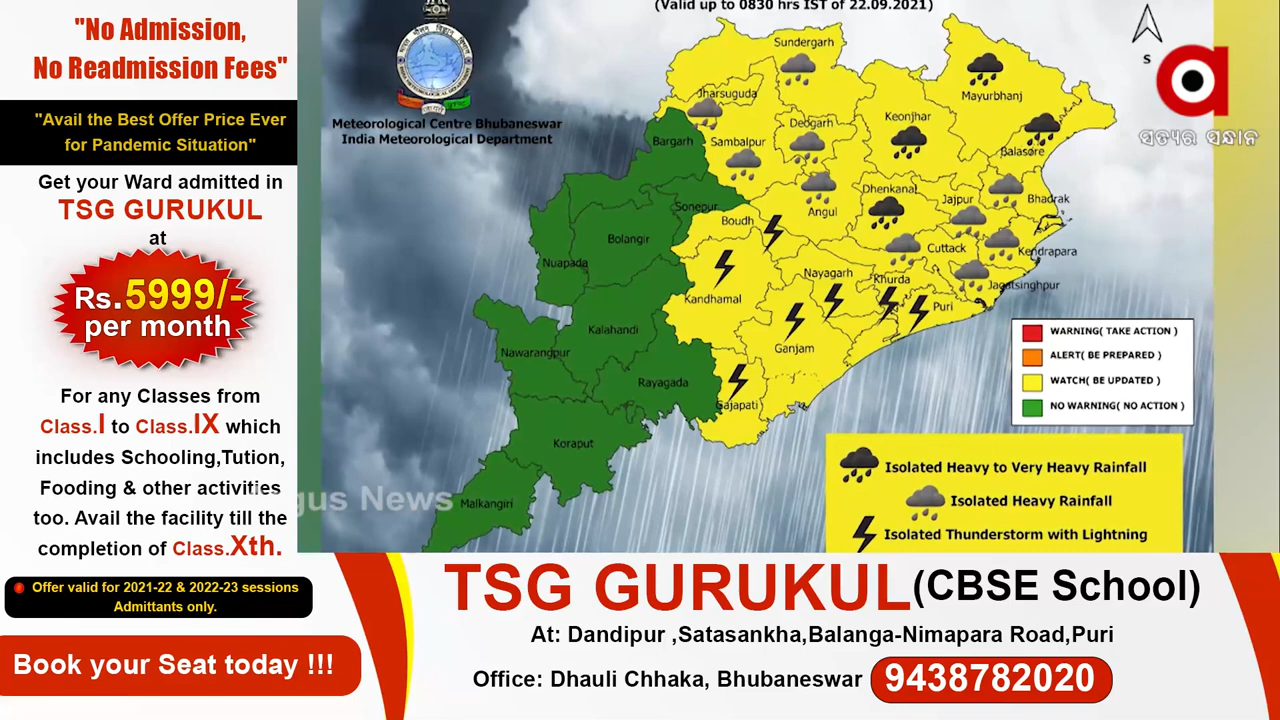 "No Admission,
No Readmission Fees"
"Avail the Best Offer Price Ever
for Pandemic Situation"
Get your Ward admitted in
TSG GURUKUL
at
Rs.5999/-
per month
For any Classes from
Class.I to Class.IX which
includes Schooling,Tution,
Fooding & other activities
too. Avail the facility till the
completion of Class.Xth.
Offer valid for 2021-22 & 2022-23 sessions
Admittants only.
Book your Seat today !!!
(Valid up to 0830 hrs IST of 22.09.2021)
Meteorological Centre Bhubaneswar
India Meteorological Department
S
ସତ୍ୟର ସନ୍ଧାନ
Sundergarh
Mayurbhanj
Jharsuguda
Keonjhar
Deogarh
Bargarh
Sambalpur
Balasore
Dhenkanal
Sonepur
Jajpur
Bhadrak
Angul
Boudh
Bolangir
Cuttack
Kendrapara
Nuapada
Nayagarh
Khurda
Jagatsinghpur
Kandhamal
Puri
Kalahandi
Ganjam
Nawarangpur
Rayagada
Gajapati
Koraput
Malkangiri
WARNING( TAKE ACTION )
ALERT( BE PREPARED )
WATCH( BE UPDATED )
NO WARNING( NO ACTION )
Isolated Heavy to Very Heavy Rainfall
Isolated Heavy Rainfall
Isolated Thunderstorm with Lightning
gus News
TSG GURUKUL(CBSE School)
At: Dandipur ,Satasankha,Balanga-Nimapara Road,Puri
Office: Dhauli Chhaka, Bhubaneswar 9438782020